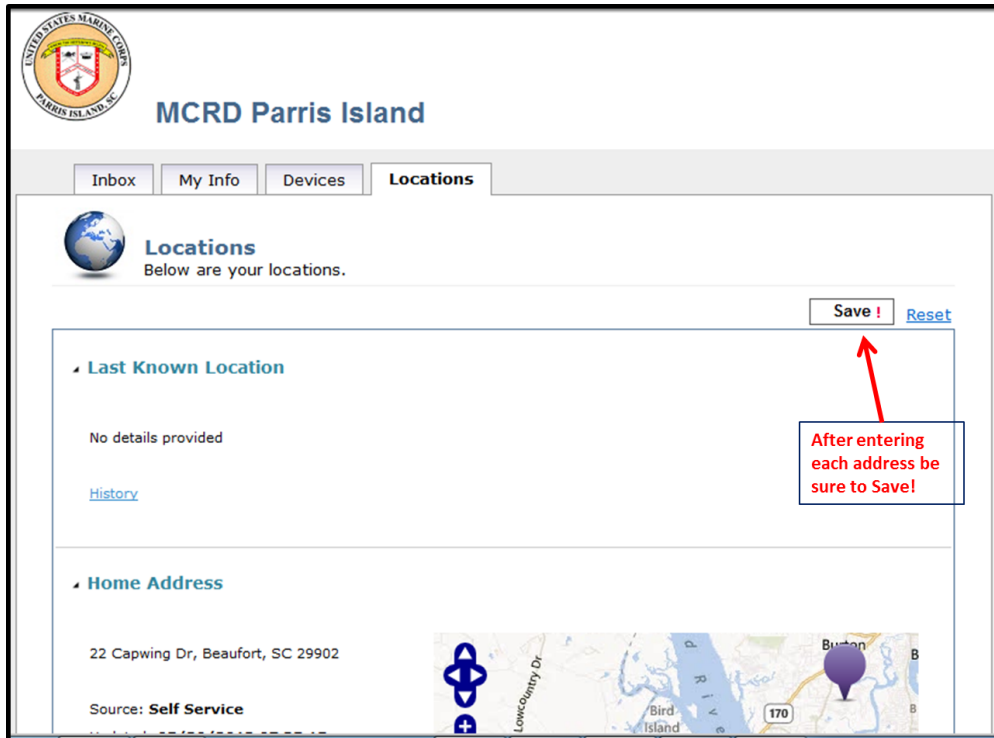 UNITED STATES MARINE CORPS
PARRIS ISLAND, SC
MCRD Parris Island
Inbox My Info Devices Locations
Locations
Below are your locations.
Save ! Reset
Last Known Location
After entering
each address be
sure to Save!
No details provided
History
Home Address
22 Capwing Dr, Beaufort, SC 29902
Source: Self Service
Lowcountry Dr
Bird
Island
Burton
B
170
B